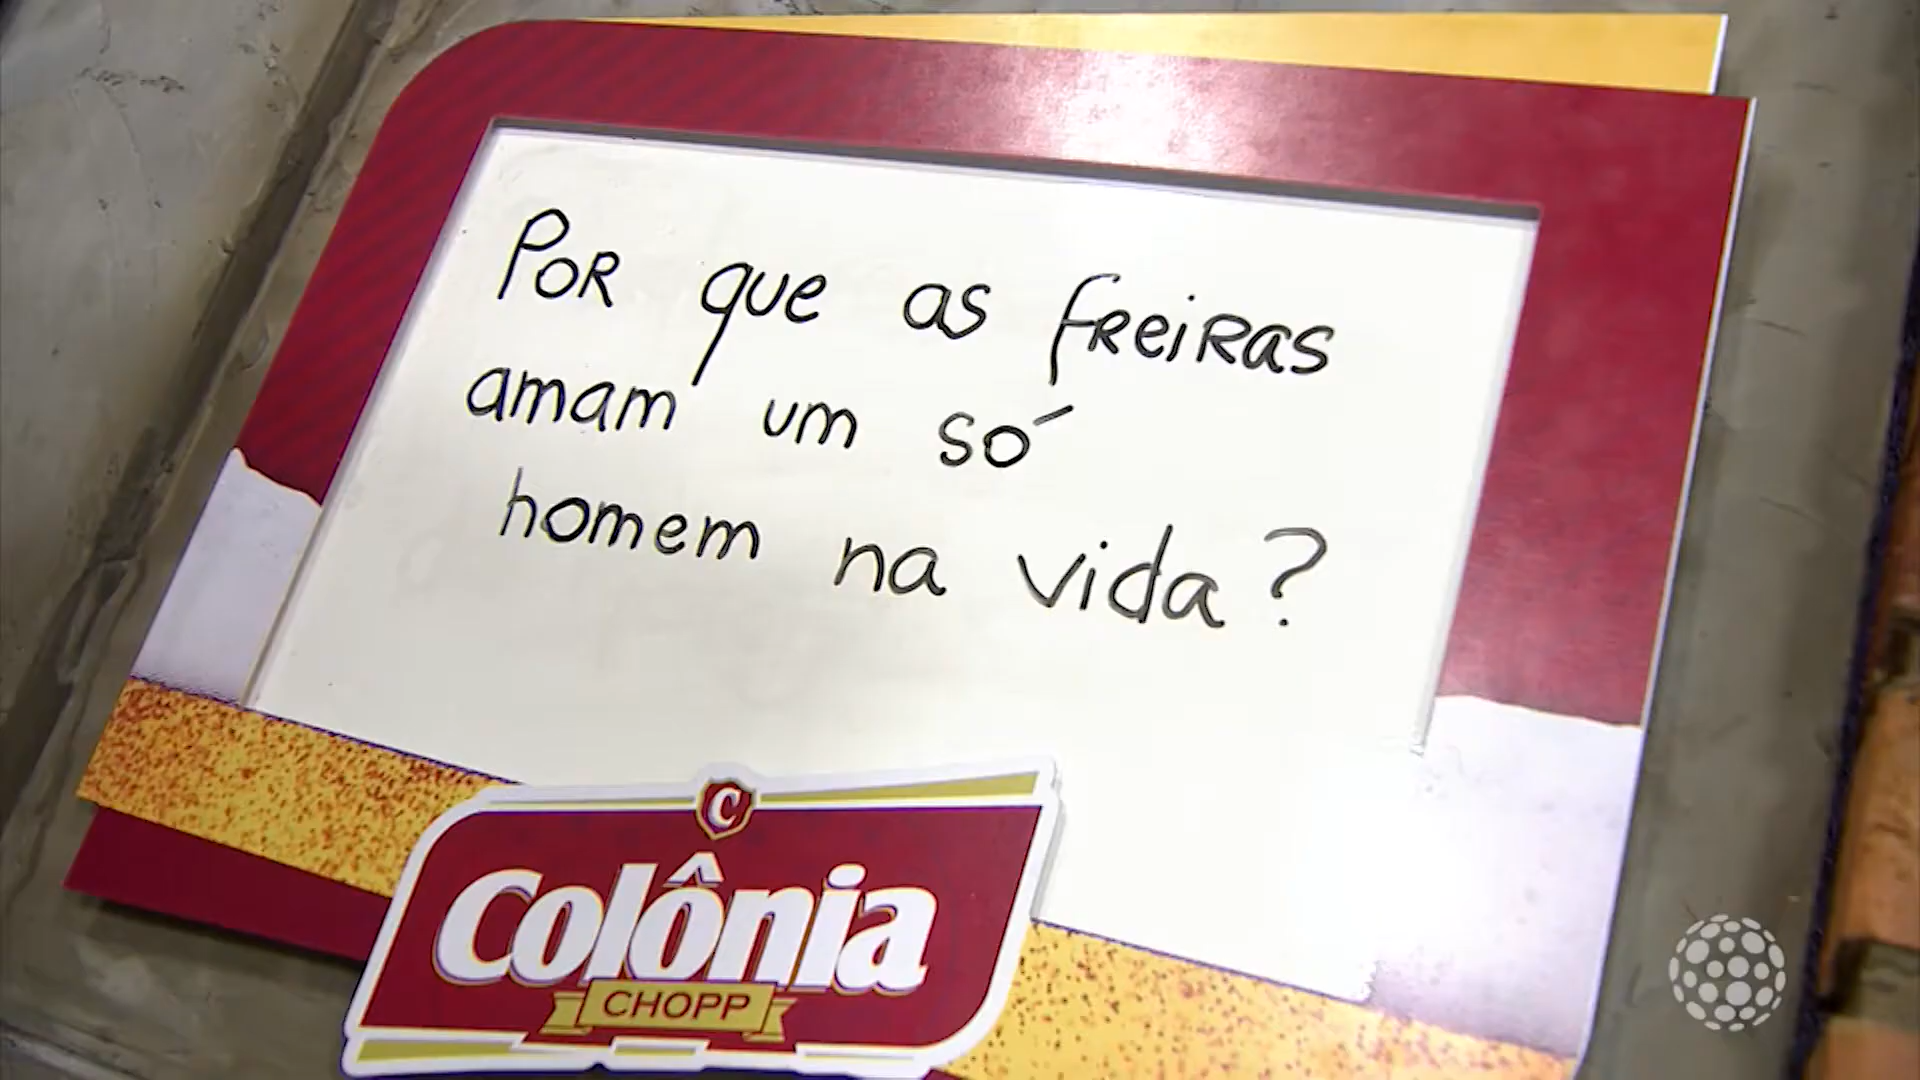 Por que as freiras
amam um só
homem na vida?
C
Colônia
CHOPP